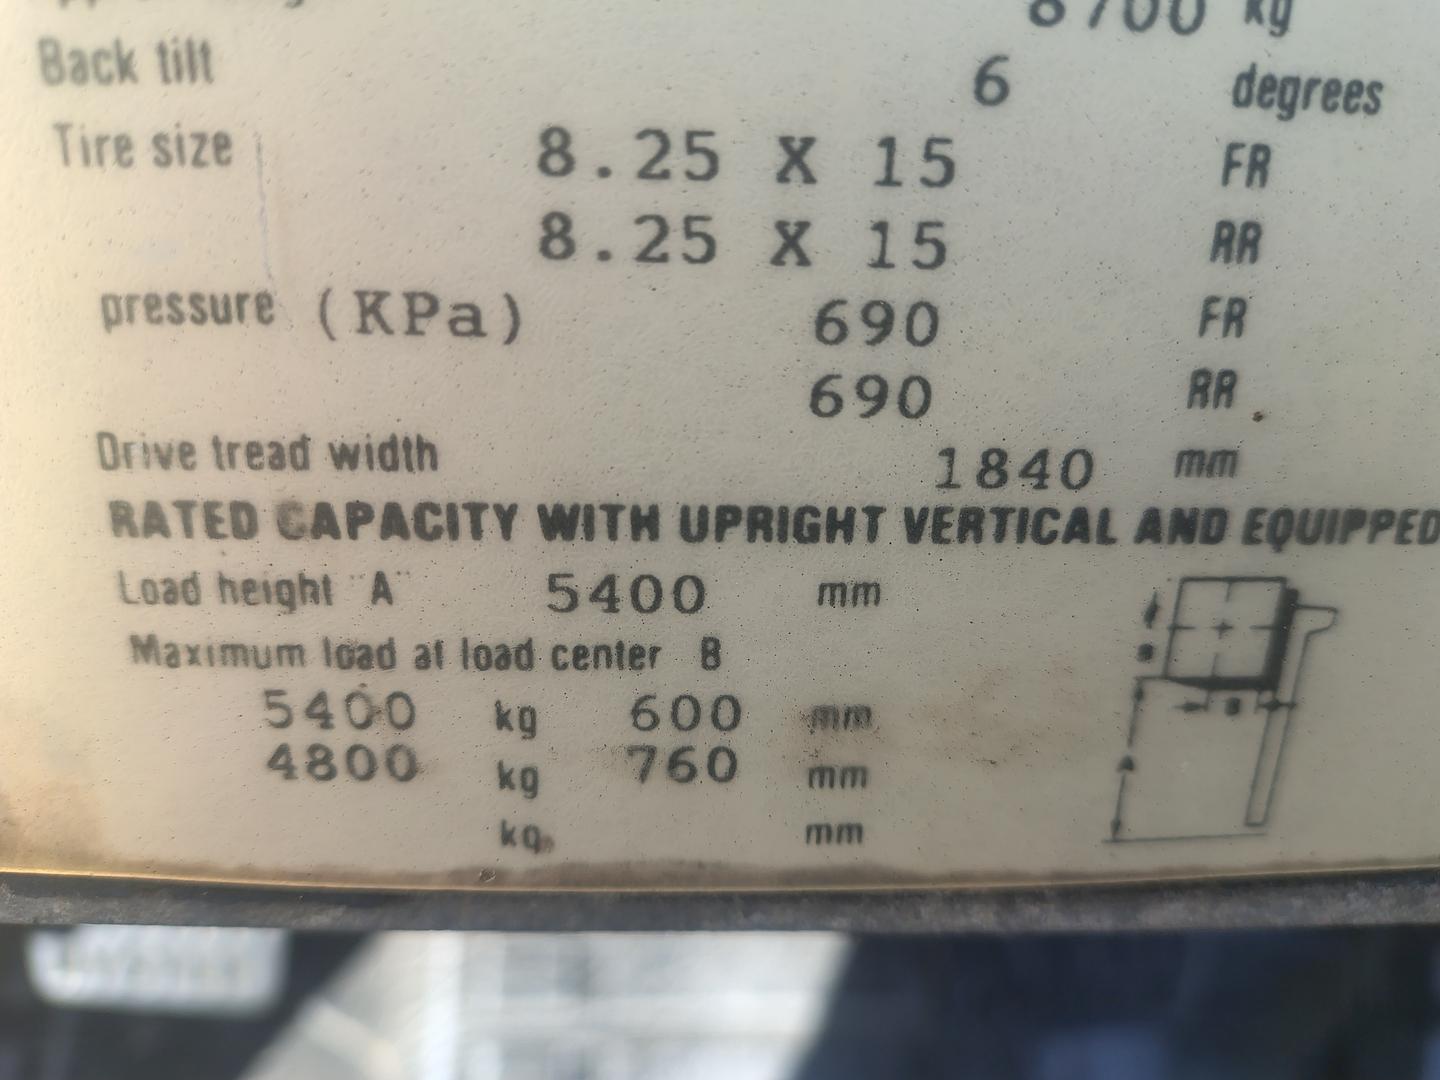 8700 kg
Back tilt 6 degrees
Tire size 8.25 X 15 FR
8.25 X 15 RR
pressure (KPa) 690 FR
690 RR
Drive tread width 1840 mm
RATED CAPACITY WITH UPRIGHT VERTICAL AND EQUIPPED
Load height "A" 5400 mm
Maximum load at load center B
5400 kg 600 mm
4800 kg 760 mm
kg mm
B
B
A